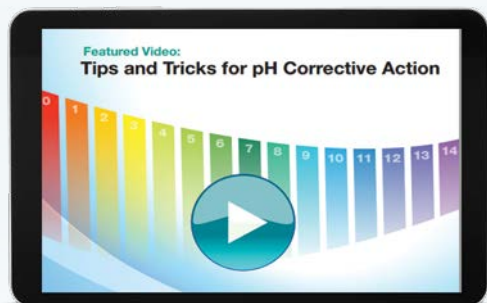 Featured Video:
Tips and Tricks for pH Corrective Action
0 1 2 3 4 5 6 7 8 9 10 11 12 13 14